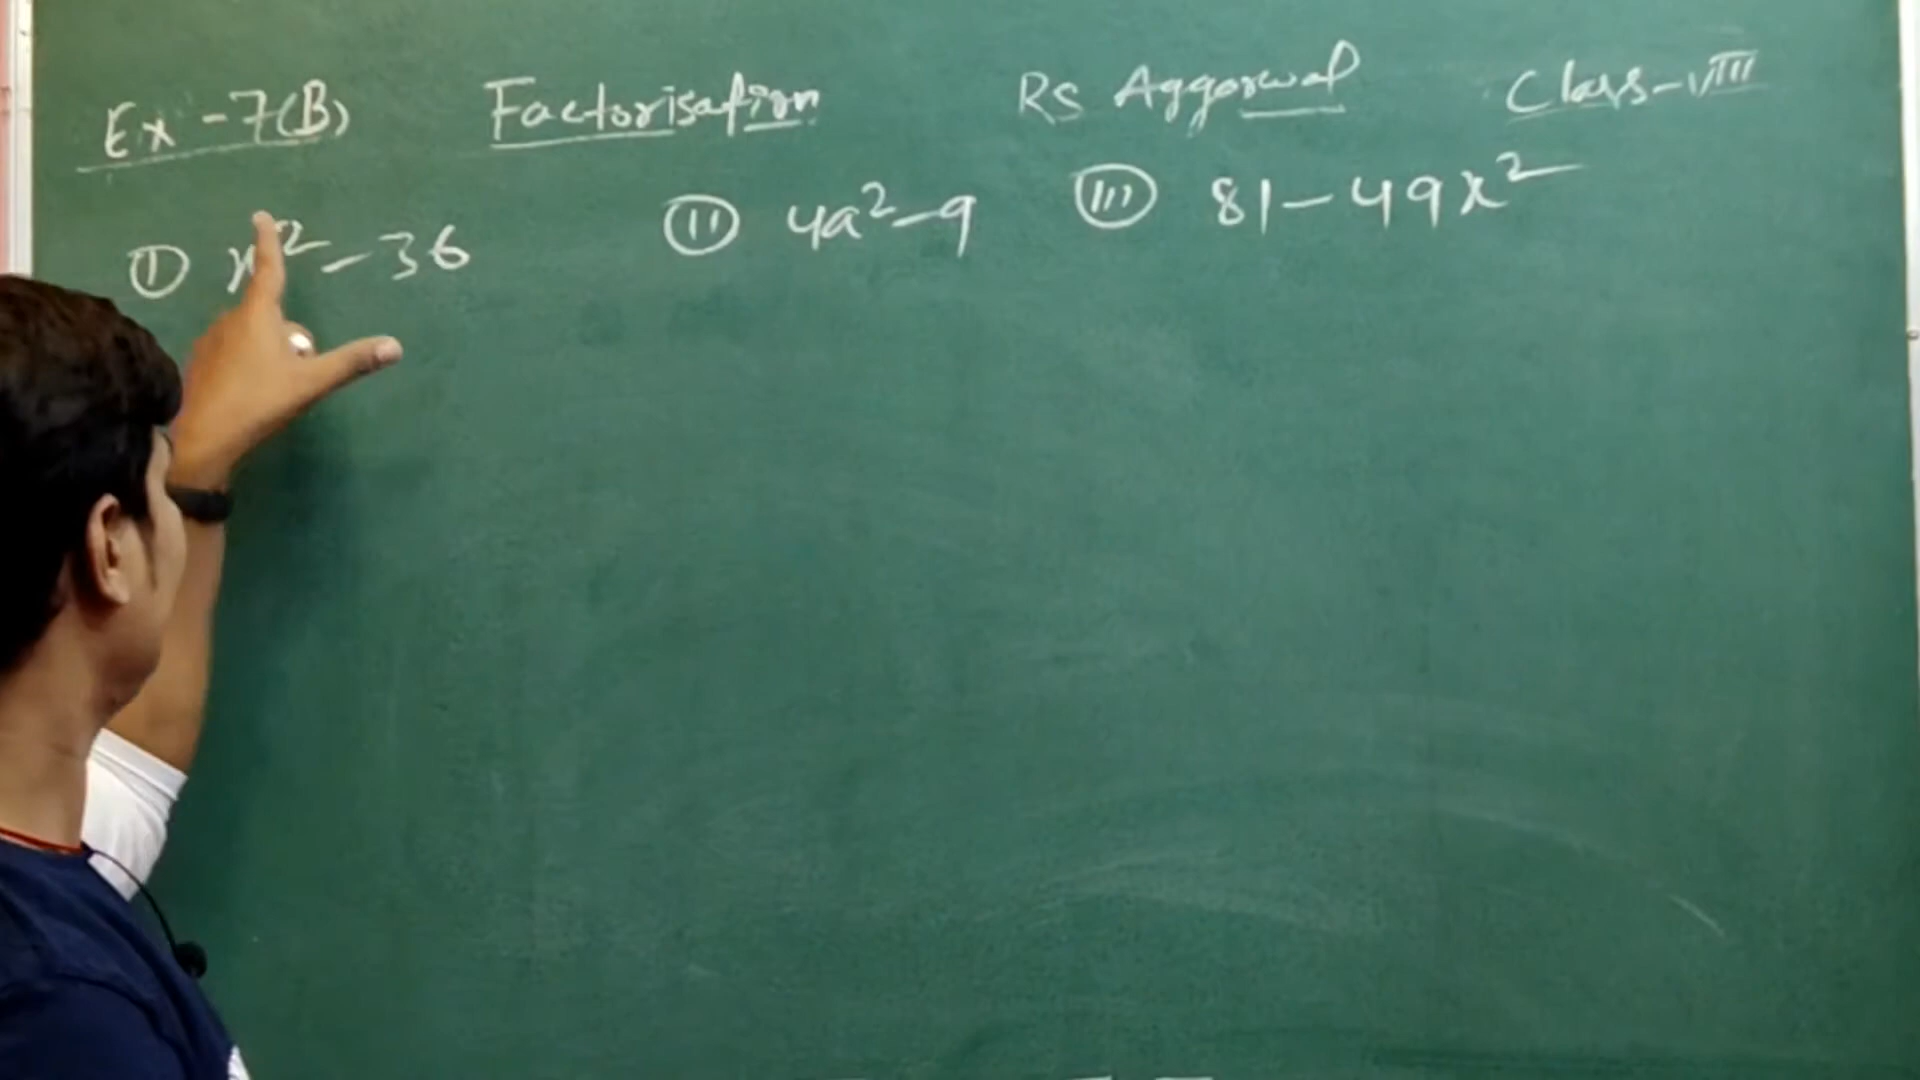 Ex - 7(B) Factorisation RS Aggarwal Class - VIII
(I) x² - 36 (II) 4a² - 9 (III) 81 - 49x²